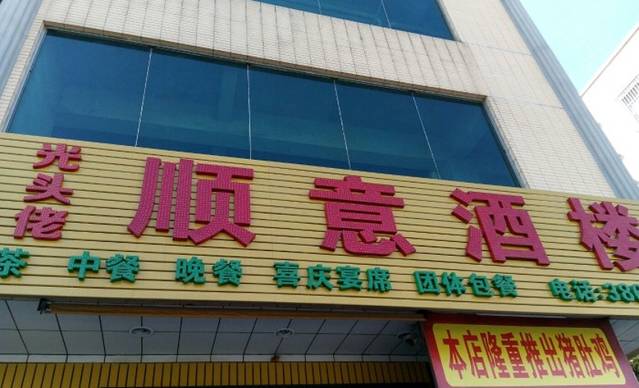 光头佬
顺意酒楼
茶 中餐 晚餐 喜庆宴席 团体包餐 电话:38
本店隆重推出猪肚鸡